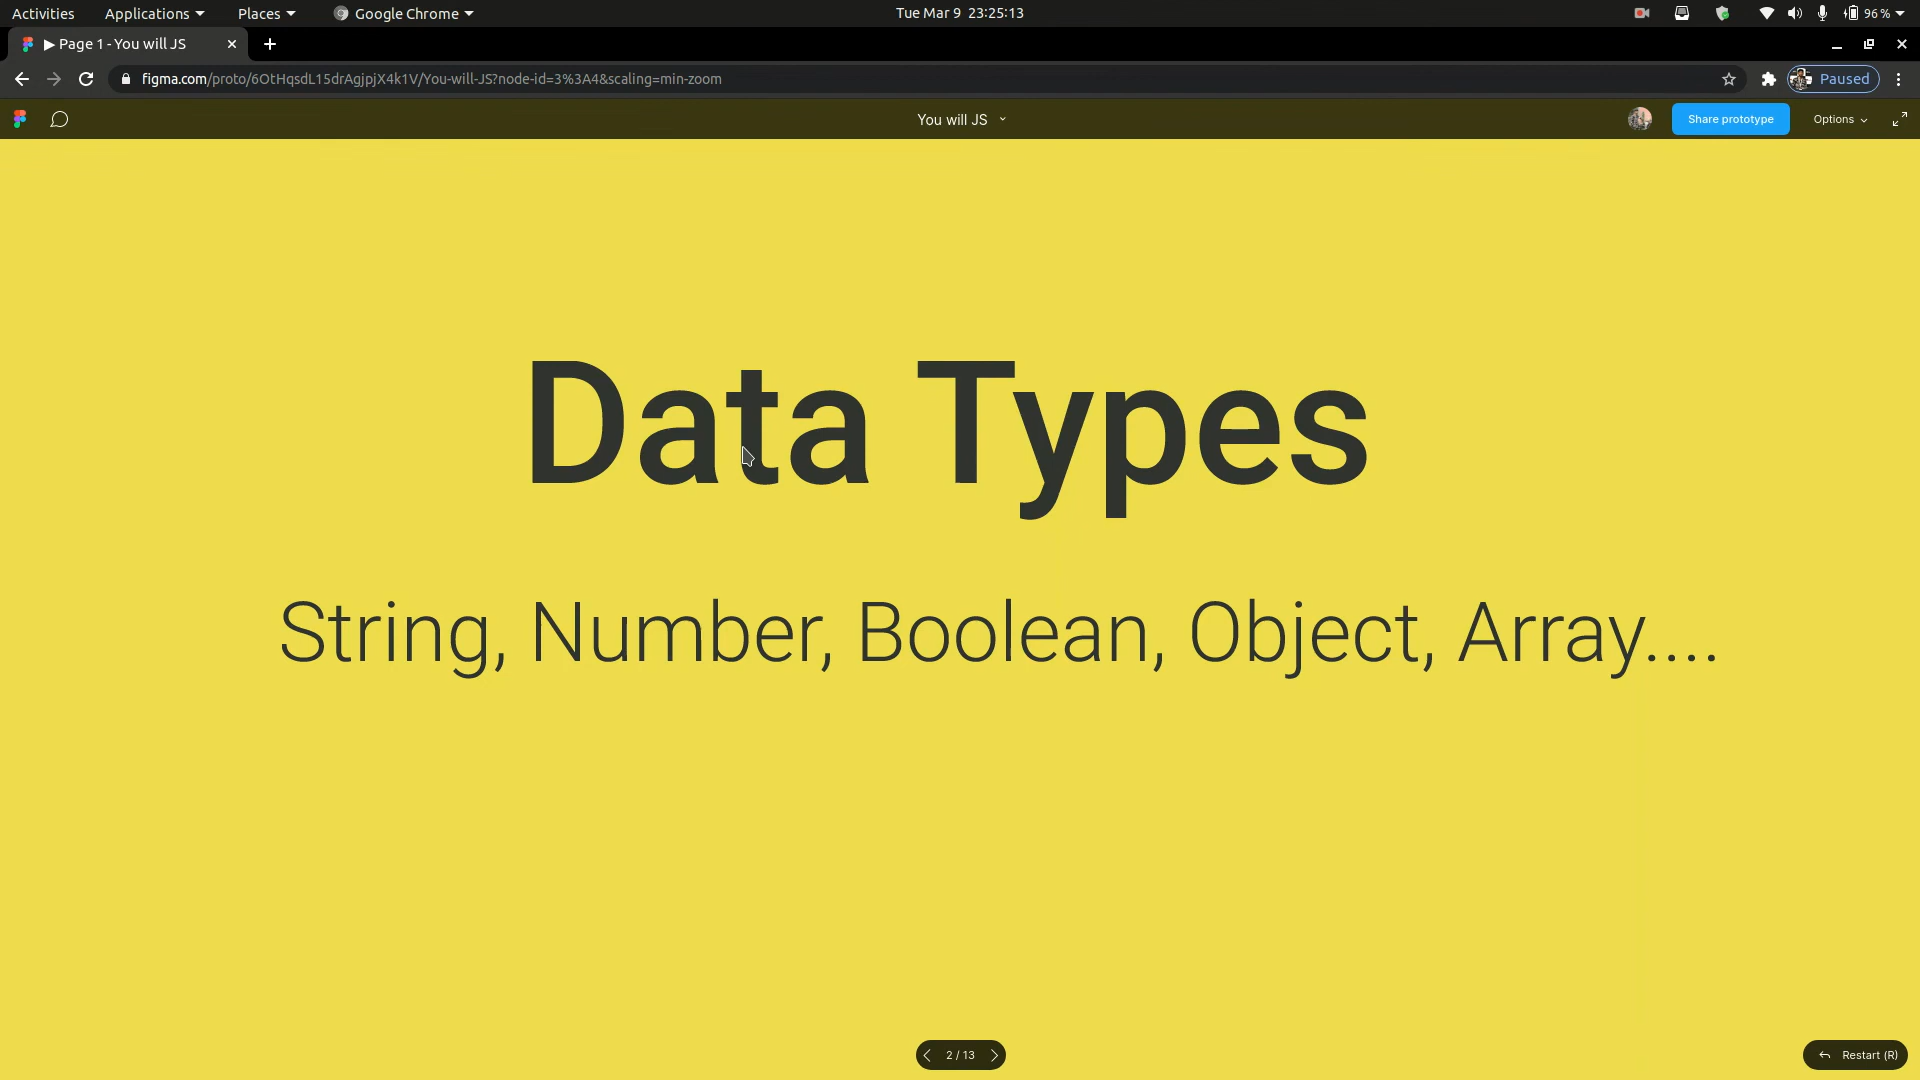 Activities Applications Places Google Chrome Tue Mar 9 23:25:13 96 %
▶ Page 1 - You will JS
figma.com/proto/6OtHqsdL15drAgjpjX4k1V/You-will-JS?node-id=3%3A4&scaling=min-zoom Paused
You will JS Share prototype Options
Data Types
String, Number, Boolean, Object, Array....
2 / 13 Restart (R)